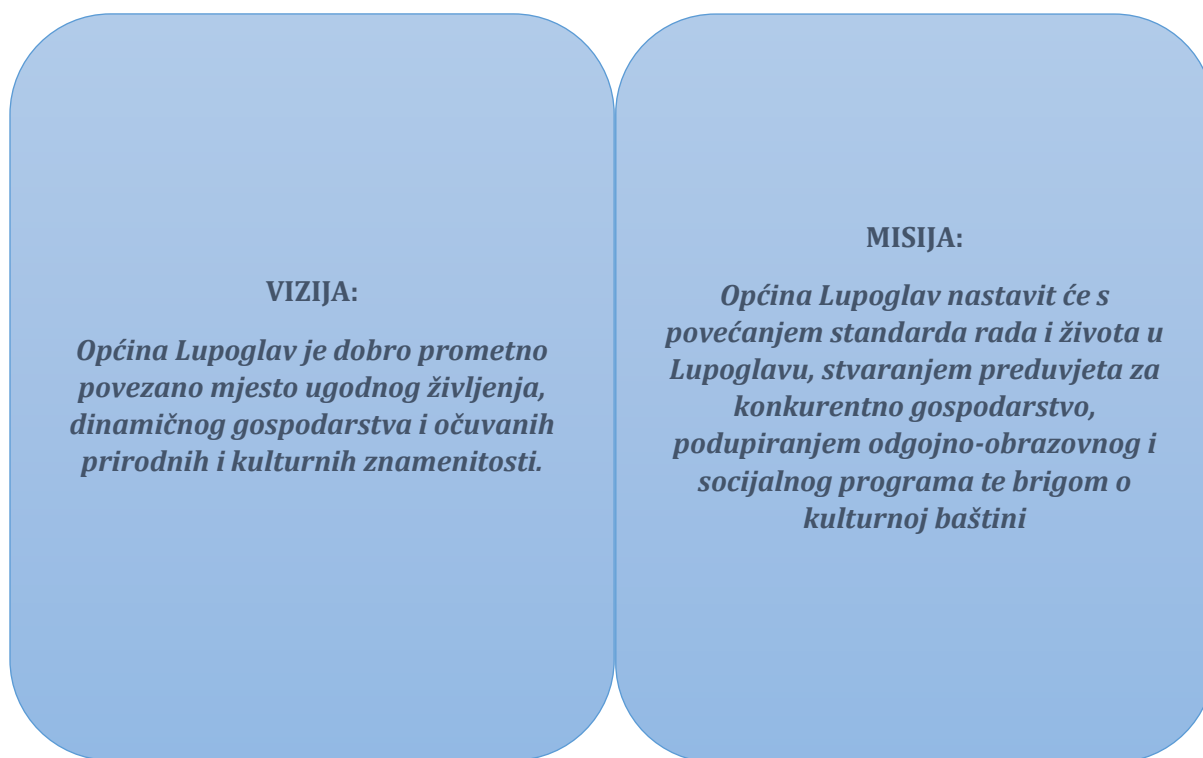 VIZIJA:
Općina Lupoglav je dobro prometno
povezano mjesto ugodnog življenja,
dinamičnog gospodarstva i očuvanih
prirodnih i kulturnih znamenitosti.
MISIJA:
Općina Lupoglav nastavit će s
povećanjem standarda rada i života u
Lupoglavu, stvaranjem preduvjeta za
konkurentno gospodarstvo,
podupiranjem odgojno-obrazovnog i
socijalnog programa te brigom o
kulturnoj baštini